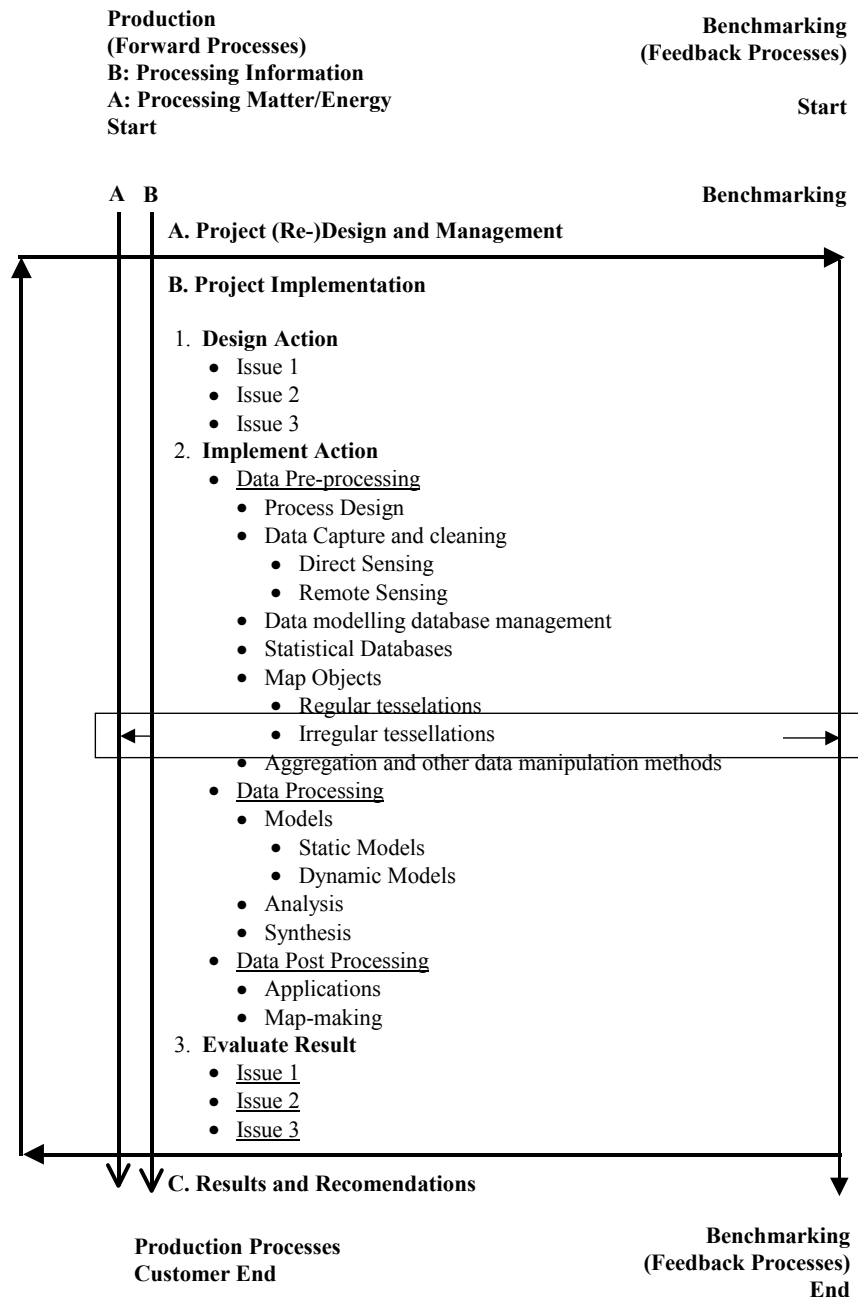 Production
(Forward Processes)
B: Processing Information
A: Processing Matter/Energy
Start
Benchmarking
(Feedback Processes)
Start
A B
Benchmarking
A. Project (Re-)Design and Management
B. Project Implementation
1. Design Action
• Issue 1
• Issue 2
• Issue 3
2. Implement Action
• Data Pre-processing
• Process Design
• Data Capture and cleaning
• Direct Sensing
• Remote Sensing
• Data modelling database management
• Statistical Databases
• Map Objects
• Regular tesselations
• Irregular tessellations
• Aggregation and other data manipulation methods
• Data Processing
• Models
• Static Models
• Dynamic Models
• Analysis
• Synthesis
• Data Post Processing
• Applications
• Map-making
3. Evaluate Result
• Issue 1
• Issue 2
• Issue 3
C. Results and Recomendations
Production Processes
Customer End
Benchmarking
(Feedback Processes)
End